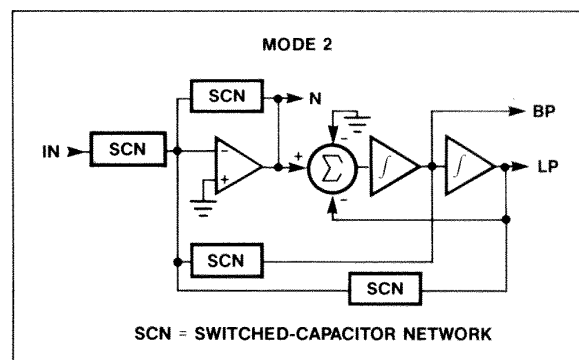 MODE 2
SCN
N
BP
IN
SCN
-
+
+
-
Σ
-
∫
∫
LP
SCN
SCN
SCN = SWITCHED-CAPACITOR NETWORK